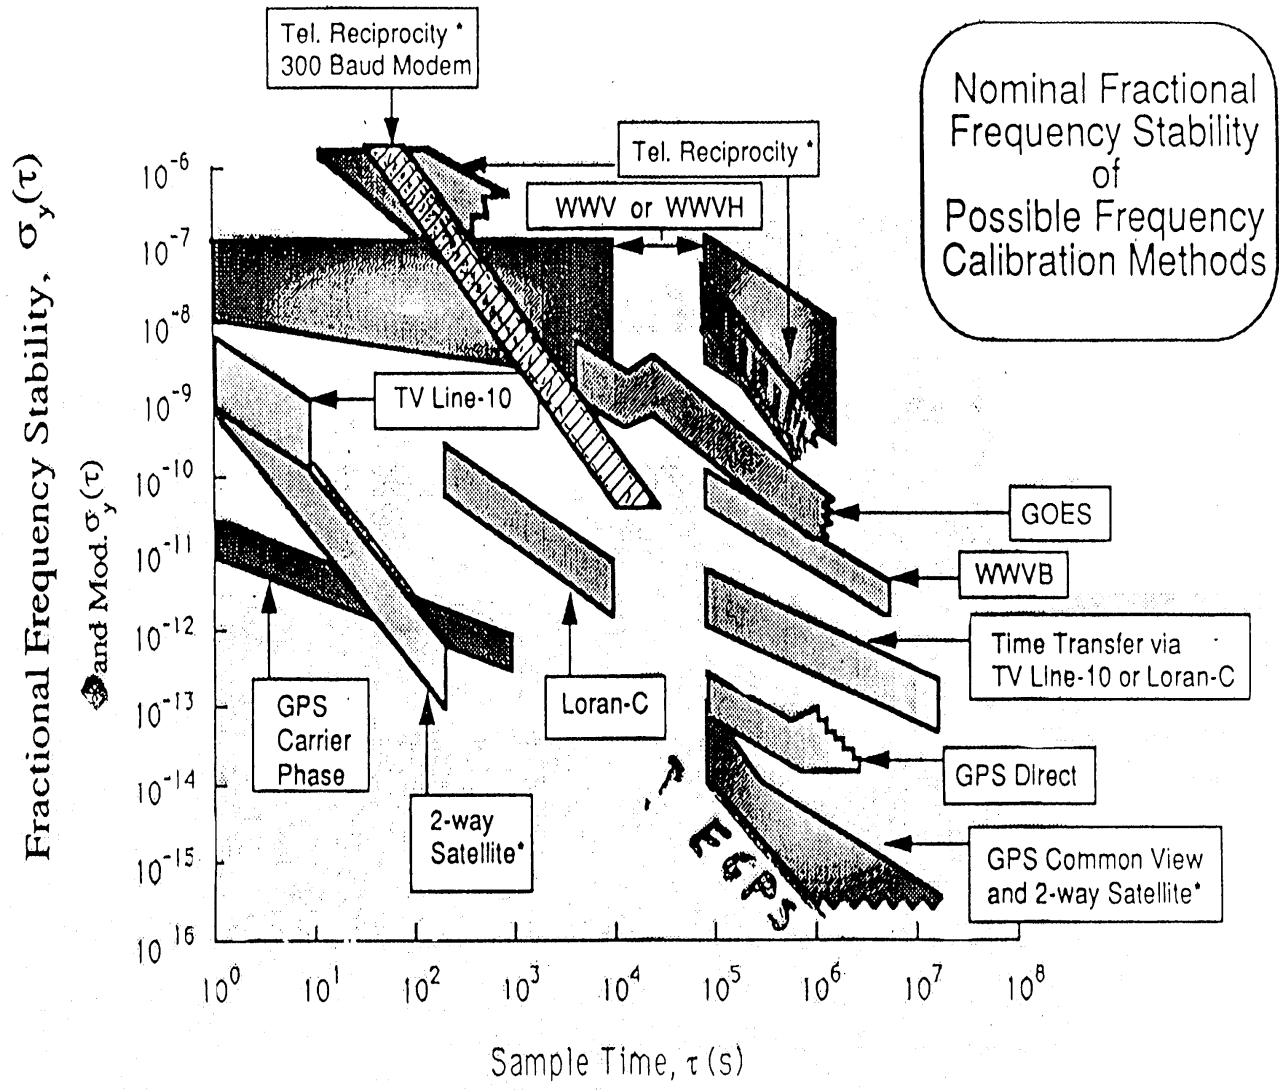 Tel. Reciprocity *
300 Baud Modem
Nominal Fractional
Frequency Stability
of
Possible Frequency
Calibration Methods
Tel. Reciprocity *
WWV or WWVH
Fractional Frequency Stability, σy(τ)
and Mod. σy(τ)
10-6
10-7
10-8
10-9
10-10
10-11
10-12
10-13
10-14
10-15
10 16
TV Line-10
GOES
WWVB
Time Transfer via
TV Line-10 or Loran-C
GPS
Carrier
Phase
Loran-C
GPS Direct
2-way
Satellite*
EGPS
GPS Common View
and 2-way Satellite*
100 101 102 103 104 105 106 107 108
Sample Time, τ (s)